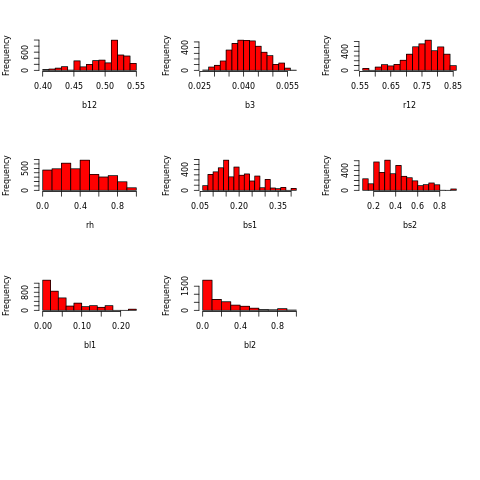 Frequency
0 600
0.40 0.45 0.50 0.55
b12
Frequency
0 400
0.025 0.040 0.055
b3
Frequency
0 400
0.55 0.65 0.75 0.85
r12
Frequency
0 500
0.0 0.4 0.8
rh
Frequency
0 400
0.05 0.20 0.35
bs1
Frequency
0 400
0.2 0.4 0.6 0.8
bs2
Frequency
0 800
0.00 0.10 0.20
bl1
Frequency
0 1500
0.0 0.4 0.8
bl2